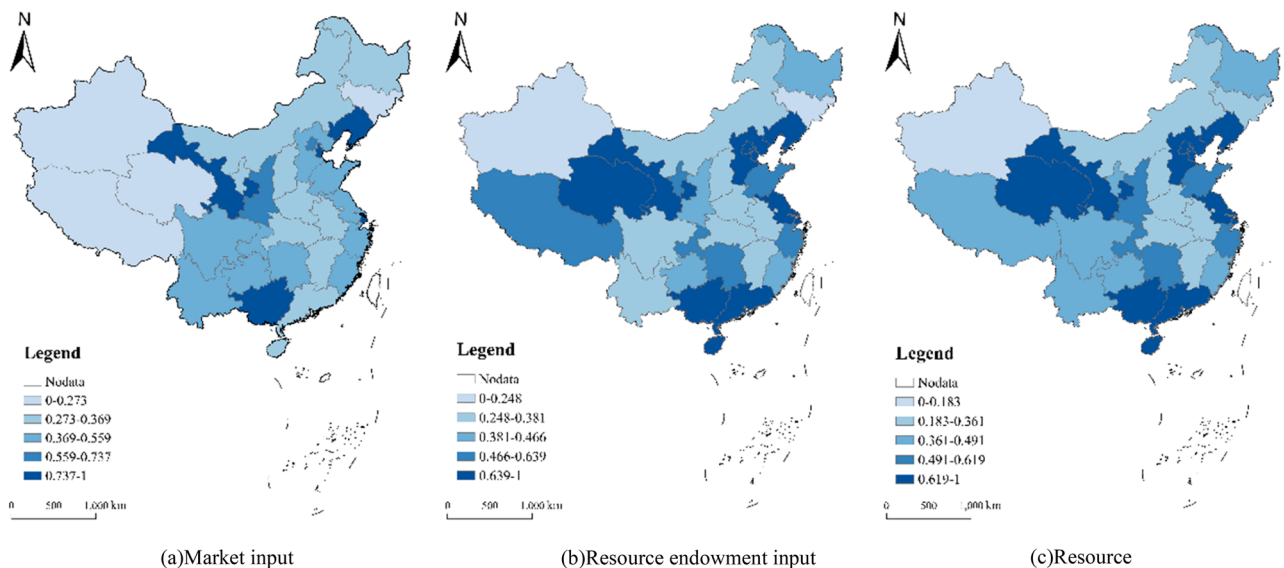 N
Legend
Nodata
0-0.273
0.273-0.369
0.369-0.559
0.559-0.737
0.737-1
0 500 1,000 km
(a)Market input
N
Legend
Nodata
0-0.248
0.248-0.381
0.381-0.466
0.466-0.639
0.639-1
0 500 1,000 km
(b)Resource endowment input
N
Legend
Nodata
0-0.183
0.183-0.361
0.361-0.491
0.491-0.619
0.619-1
0 500 1,000 km
(c)Resource